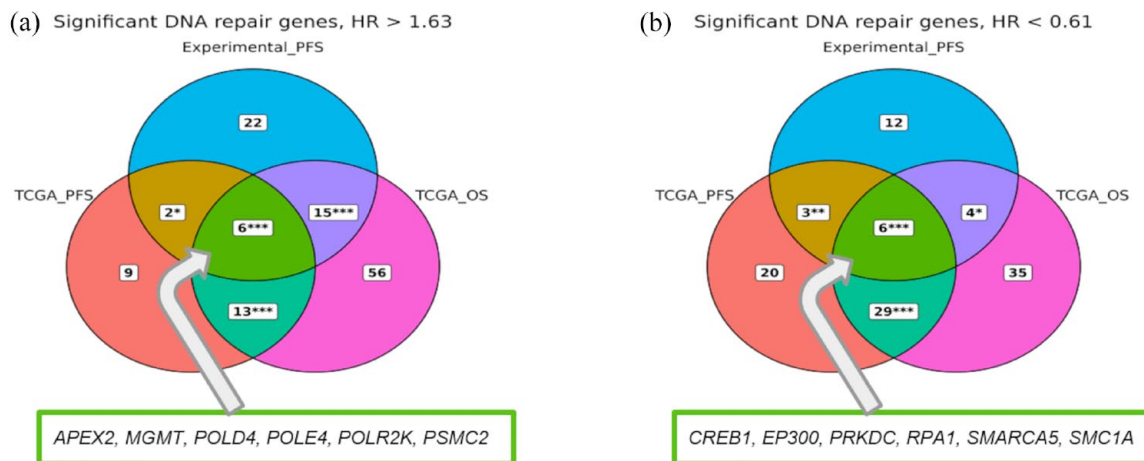 (a) Significant DNA repair genes, HR > 1.63
Experimental_PFS
22
TCGA_PFS
TCGA_OS
2*
15***
6***
9
56
13***
APEX2, MGMT, POLD4, POLE4, POLR2K, PSMC2
(b) Significant DNA repair genes, HR < 0.61
Experimental_PFS
12
TCGA_PFS
TCGA_OS
3**
4*
6***
20
35
29***
CREB1, EP300, PRKDC, RPA1, SMARCA5, SMC1A